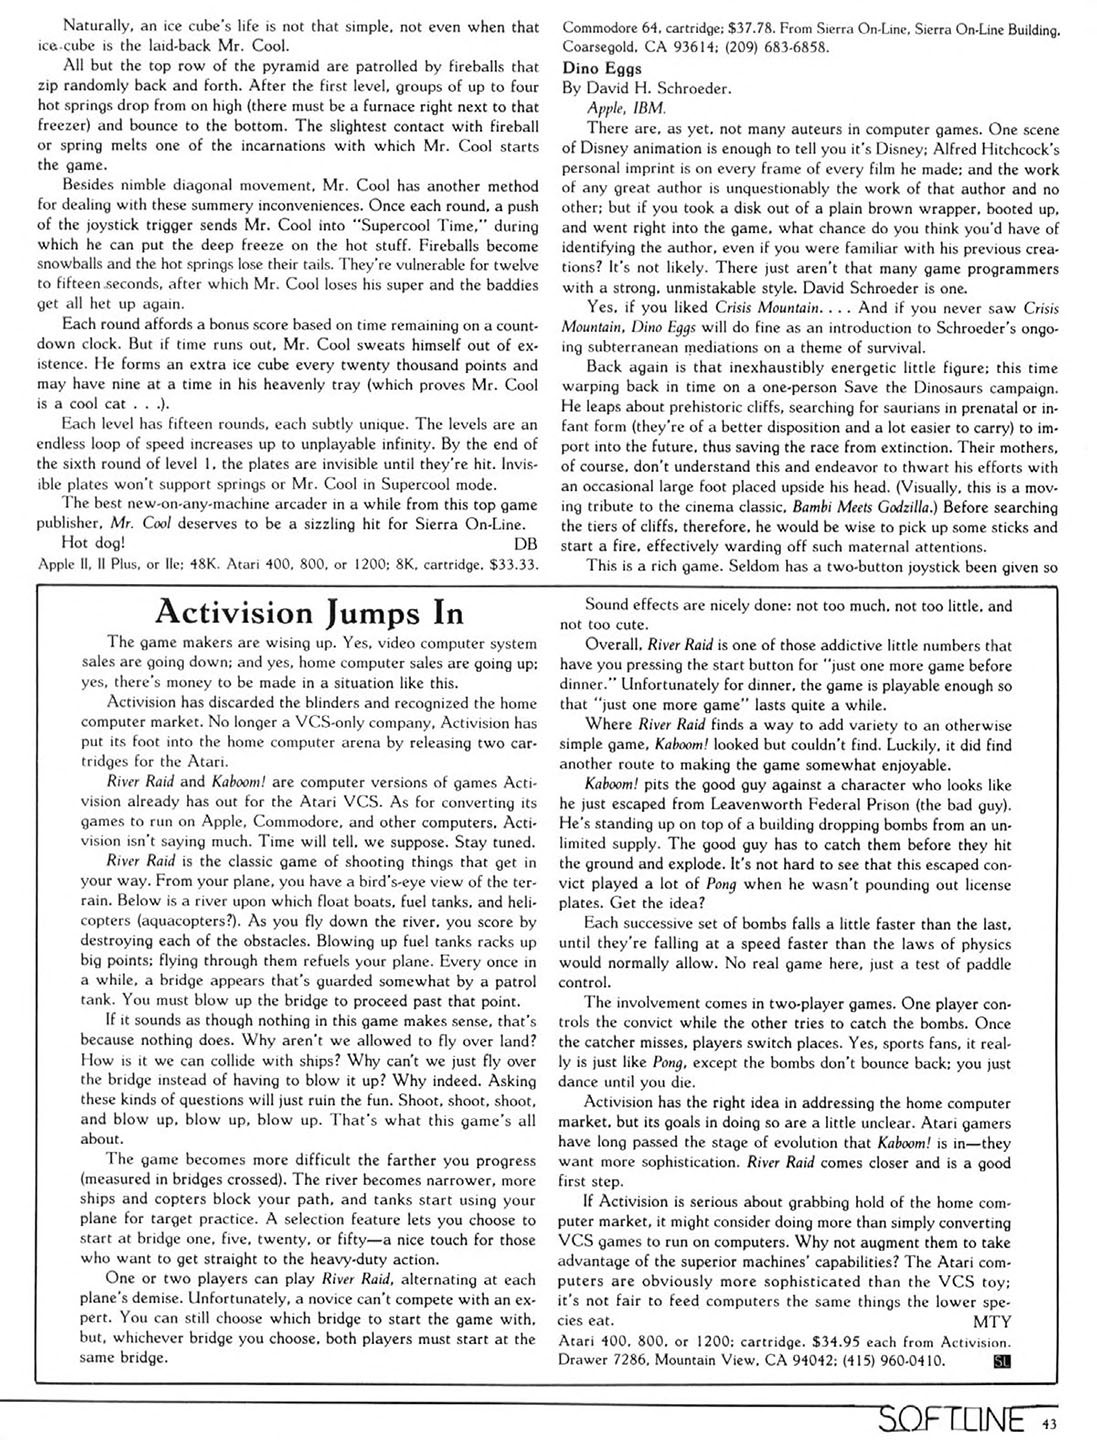 Naturally, an ice cube's life is not that simple, not even when that
ice cube is the laid-back Mr. Cool.
All but the top row of the pyramid are patrolled by fireballs that
zip randomly back and forth. After the first level, groups of up to four
hot springs drop from on high (there must be a furnace right next to that
freezer) and bounce to the bottom. The slightest contact with fireball
or spring melts one of the incarnations with which Mr. Cool starts
the game.
Besides nimble diagonal movement, Mr. Cool has another method
for dealing with these summery inconveniences. Once each round, a push
of the joystick trigger sends Mr. Cool into "Supercool Time," during
which he can put the deep freeze on the hot stuff. Fireballs become
snowballs and the hot springs lose their tails. They're vulnerable for twelve
to fifteen seconds, after which Mr. Cool loses his super and the baddies
get all het up again.
Each round affords a bonus score based on time remaining on a count-
down clock. But if time runs out, Mr. Cool sweats himself out of ex-
istence. He forms an extra ice cube every twenty thousand points and
may have nine at a time in his heavenly tray (which proves Mr. Cool
is a cool cat . . .).
Each level has fifteen rounds, each subtly unique. The levels are an
endless loop of speed increases up to unplayable infinity. By the end of
the sixth round of level 1, the plates are invisible until they're hit. Invis-
ible plates won't support springs or Mr. Cool in Supercool mode.
The best new-on-any-machine arcader in a while from this top game
publisher, Mr. Cool deserves to be a sizzling hit for Sierra On-Line.
Hot dog! DB
Apple II, II Plus, or IIe; 48K. Atari 400, 800, or 1200; 8K, cartridge. $33.33.
Commodore 64, cartridge; $37.78. From Sierra On-Line, Sierra On-Line Building,
Coarsegold, CA 93614; (209) 683-6858.
Dino Eggs
By David H. Schroeder.
Apple, IBM.
There are, as yet, not many auteurs in computer games. One scene
of Disney animation is enough to tell you it's Disney; Alfred Hitchcock's
personal imprint is on every frame of every film he made; and the work
of any great author is unquestionably the work of that author and no
other; but if you took a disk out of a plain brown wrapper, booted up,
and went right into the game, what chance do you think you'd have of
identifying the author, even if you were familiar with his previous crea-
tions? It's not likely. There just aren't that many game programmers
with a strong, unmistakable style. David Schroeder is one.
Yes, if you liked Crisis Mountain. . . . And if you never saw Crisis
Mountain, Dino Eggs will do fine as an introduction to Schroeder's ongo-
ing subterranean mediations on a theme of survival.
Back again is that inexhaustibly energetic little figure; this time
warping back in time on a one-person Save the Dinosaurs campaign.
He leaps about prehistoric cliffs, searching for saurians in prenatal or in-
fant form (they're of a better disposition and a lot easier to carry) to im-
port into the future, thus saving the race from extinction. Their mothers,
of course, don't understand this and endeavor to thwart his efforts with
an occasional large foot placed upside his head. (Visually, this is a mov-
ing tribute to the cinema classic, Bambi Meets Godzilla.) Before searching
the tiers of cliffs, therefore, he would be wise to pick up some sticks and
start a fire, effectively warding off such maternal attentions.
This is a rich game. Seldom has a two-button joystick been given so
Activision Jumps In
The game makers are wising up. Yes, video computer system
sales are going down; and yes, home computer sales are going up;
yes, there's money to be made in a situation like this.
Activision has discarded the blinders and recognized the home
computer market. No longer a VCS-only company, Activision has
put its foot into the home computer arena by releasing two car-
tridges for the Atari.
River Raid and Kaboom! are computer versions of games Acti-
vision already has out for the Atari VCS. As for converting its
games to run on Apple, Commodore, and other computers, Acti-
vision isn't saying much. Time will tell, we suppose. Stay tuned.
River Raid is the classic game of shooting things that get in
your way. From your plane, you have a bird's-eye view of the ter-
rain. Below is a river upon which float boats, fuel tanks, and heli-
copters (aquacopters?). As you fly down the river, you score by
destroying each of the obstacles. Blowing up fuel tanks racks up
big points; flying through them refuels your plane. Every once in
a while, a bridge appears that's guarded somewhat by a patrol
tank. You must blow up the bridge to proceed past that point.
If it sounds as though nothing in this game makes sense, that's
because nothing does. Why aren't we allowed to fly over land?
How is it we can collide with ships? Why can't we just fly over
the bridge instead of having to blow it up? Why indeed. Asking
these kinds of questions will just ruin the fun. Shoot, shoot, shoot,
and blow up, blow up, blow up. That's what this game's all
about.
The game becomes more difficult the farther you progress
(measured in bridges crossed). The river becomes narrower, more
ships and copters block your path, and tanks start using your
plane for target practice. A selection feature lets you choose to
start at bridge one, five, twenty, or fifty—a nice touch for those
who want to get straight to the heavy-duty action.
One or two players can play River Raid, alternating at each
plane's demise. Unfortunately, a novice can't compete with an ex-
pert. You can still choose which bridge to start the game with,
but, whichever bridge you choose, both players must start at the
same bridge.
Sound effects are nicely done: not too much, not too little, and
not too cute.
Overall, River Raid is one of those addictive little numbers that
have you pressing the start button for "just one more game before
dinner." Unfortunately for dinner, the game is playable enough so
that "just one more game" lasts quite a while.
Where River Raid finds a way to add variety to an otherwise
simple game, Kaboom! looked but couldn't find. Luckily, it did find
another route to making the game somewhat enjoyable.
Kaboom! pits the good guy against a character who looks like
he just escaped from Leavenworth Federal Prison (the bad guy).
He's standing up on top of a building dropping bombs from an un-
limited supply. The good guy has to catch them before they hit
the ground and explode. It's not hard to see that this escaped con-
vict played a lot of Pong when he wasn't pounding out license
plates. Get the idea?
Each successive set of bombs falls a little faster than the last,
until they're falling at a speed faster than the laws of physics
would normally allow. No real game here, just a test of paddle
control.
The involvement comes in two-player games. One player con-
trols the convict while the other tries to catch the bombs. Once
the catcher misses, players switch places. Yes, sports fans, it real-
ly is just like Pong, except the bombs don't bounce back; you just
dance until you die.
Activision has the right idea in addressing the home computer
market, but its goals in doing so are a little unclear. Atari gamers
have long passed the stage of evolution that Kaboom! is in—they
want more sophistication. River Raid comes closer and is a good
first step.
If Activision is serious about grabbing hold of the home com-
puter market, it might consider doing more than simply converting
VCS games to run on computers. Why not augment them to take
advantage of the superior machines' capabilities? The Atari com-
puters are obviously more sophisticated than the VCS toy;
it's not fair to feed computers the same things the lower spe-
cies eat. MTY
Atari 400, 800, or 1200; cartridge. $34.95 each from Activision,
Drawer 7286, Mountain View, CA 94042; (415) 960-0410. SL
SOFTLINE 43